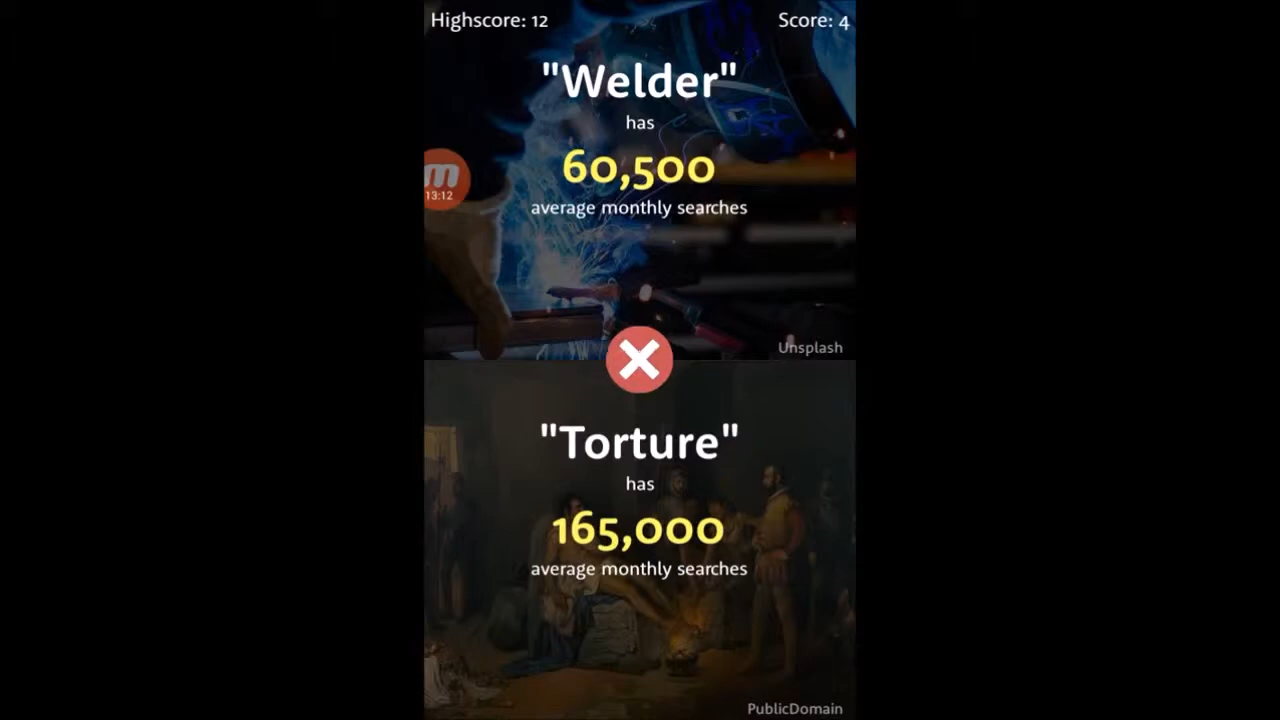 Highscore: 12
Score: 4
"Welder"
has
60,500
average monthly searches
m
13:12
Unsplash
"Torture"
has
165,000
average monthly searches
PublicDomain